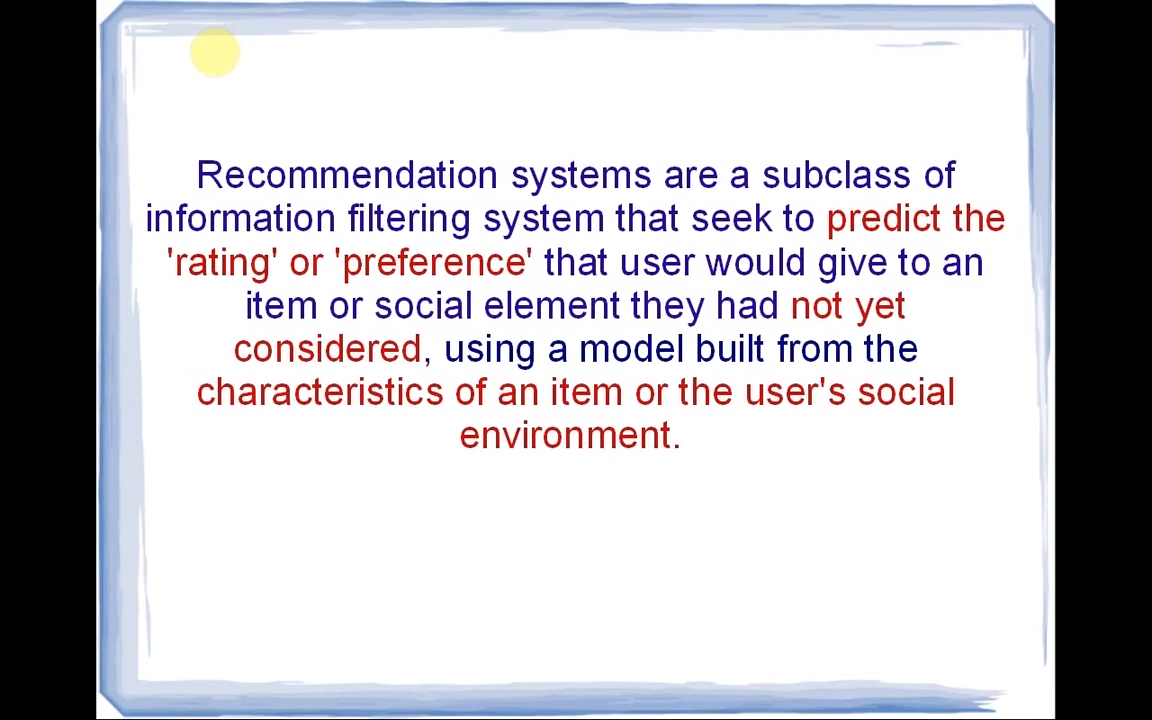 Recommendation systems are a subclass of
information filtering system that seek to predict the
'rating' or 'preference' that user would give to an
item or social element they had not yet
considered, using a model built from the
characteristics of an item or the user's social
environment.